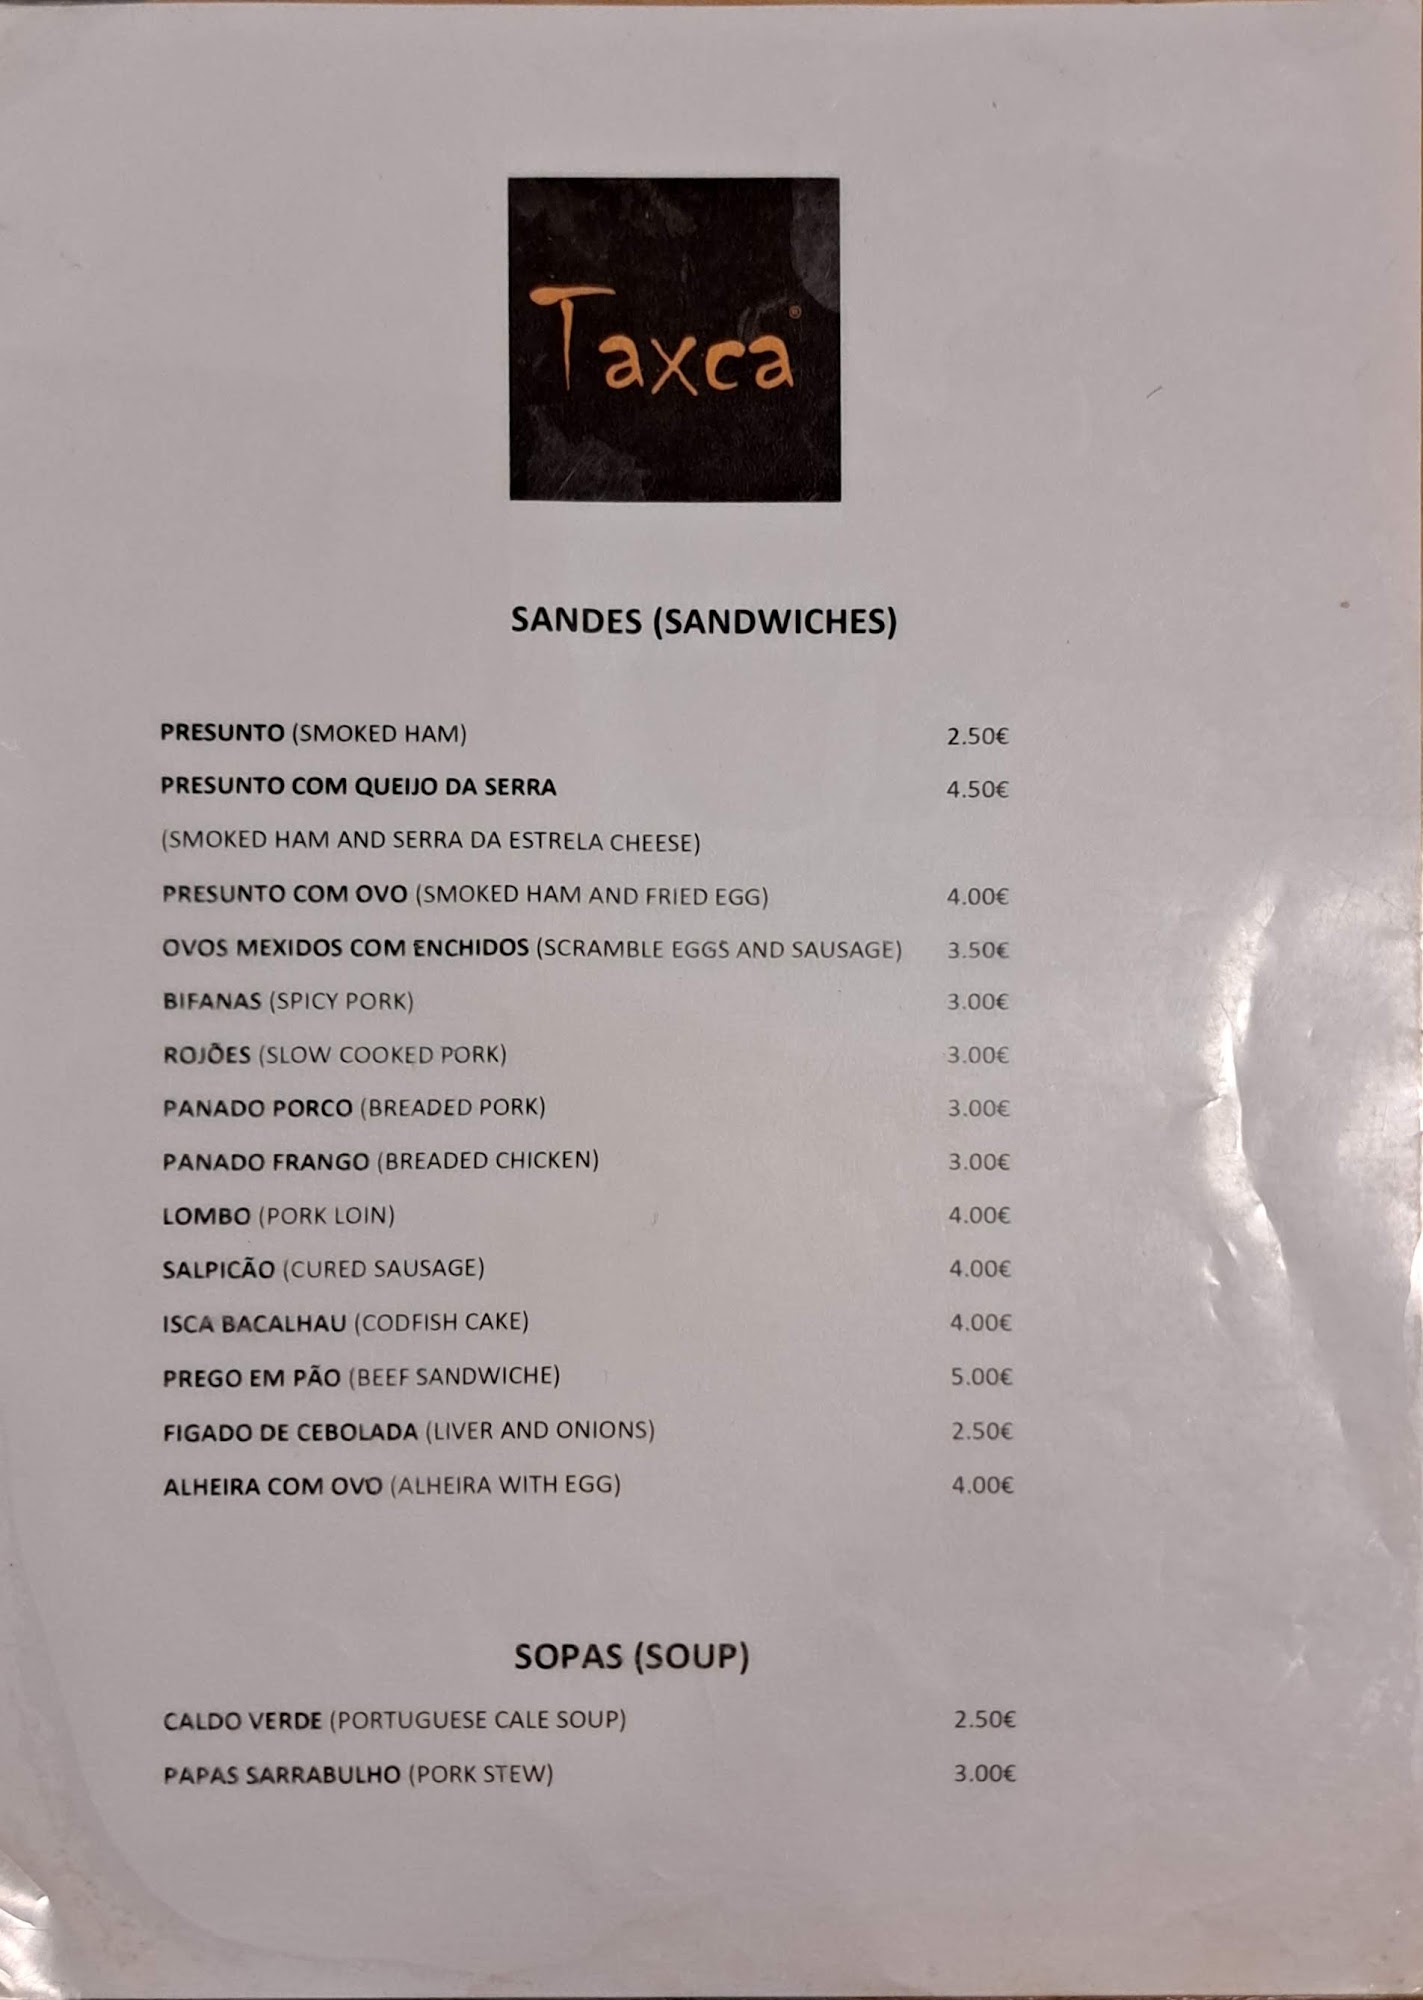 Taxca®
SANDES (SANDWICHES)
PRESUNTO (SMOKED HAM) 2.50€
PRESUNTO COM QUEIJO DA SERRA 4.50€
(SMOKED HAM AND SERRA DA ESTRELA CHEESE)
PRESUNTO COM OVO (SMOKED HAM AND FRIED EGG) 4.00€
OVOS MEXIDOS COM ENCHIDOS (SCRAMBLE EGGS AND SAUSAGE) 3.50€
BIFANAS (SPICY PORK) 3.00€
ROJÕES (SLOW COOKED PORK) 3.00€
PANADO PORCO (BREADED PORK) 3.00€
PANADO FRANGO (BREADED CHICKEN) 3.00€
LOMBO (PORK LOIN) 4.00€
SALPICÃO (CURED SAUSAGE) 4.00€
ISCA BACALHAU (CODFISH CAKE) 4.00€
PREGO EM PÃO (BEEF SANDWICHE) 5.00€
FIGADO DE CEBOLADA (LIVER AND ONIONS) 2.50€
ALHEIRA COM OVO (ALHEIRA WITH EGG) 4.00€
SOPAS (SOUP)
CALDO VERDE (PORTUGUESE CALE SOUP) 2.50€
PAPAS SARRABULHO (PORK STEW) 3.00€